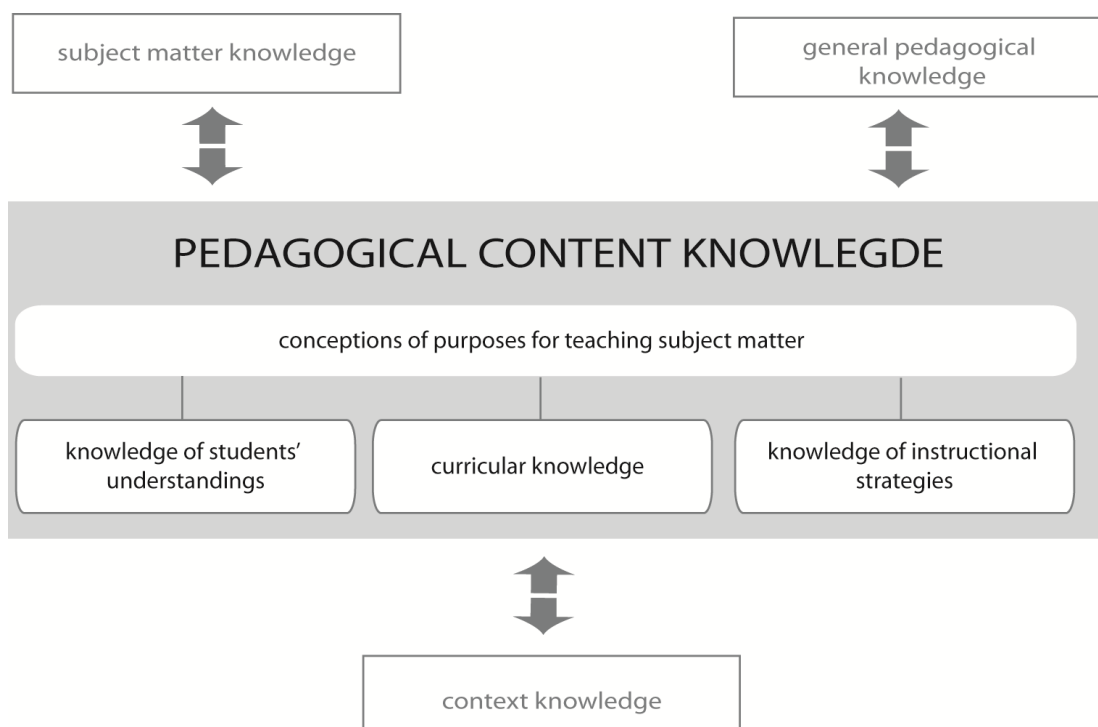 subject matter knowledge
general pedagogical
knowledge
PEDAGOGICAL CONTENT KNOWLEGDE
conceptions of purposes for teaching subject matter
knowledge of students’
understandings
curricular knowledge
knowledge of instructional
strategies
context knowledge